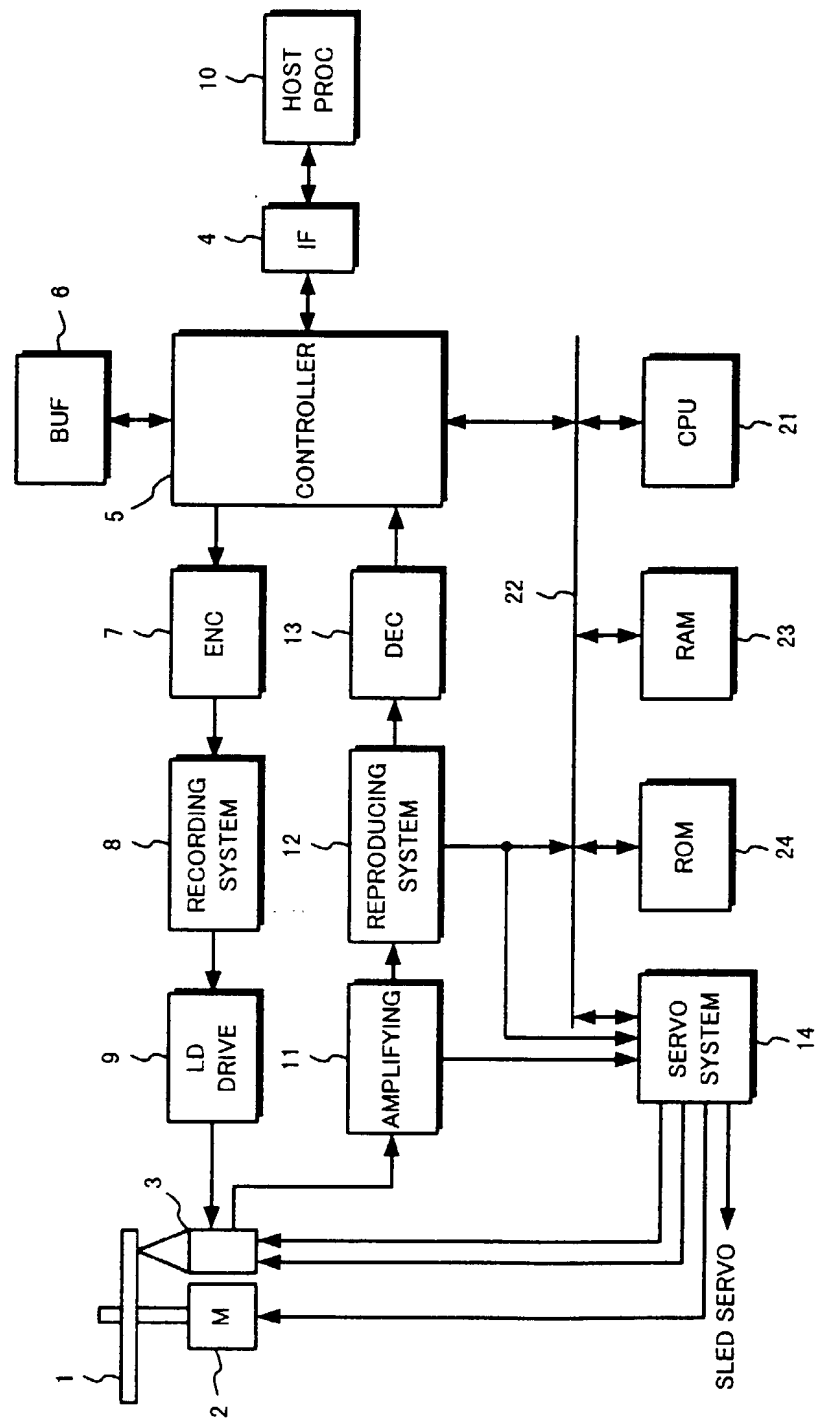 1
2
M
3
9
LD
DRIVE
8
RECORDING
SYSTEM
7
ENC
5
BUF
6
CONTROLLER
4
IF
10
HOST
PROC
11
AMPLIFYING
12
REPRODUCING
SYSTEM
13
DEC
22
SLED SERVO
SERVO
SYSTEM
14
ROM
24
RAM
23
CPU
21